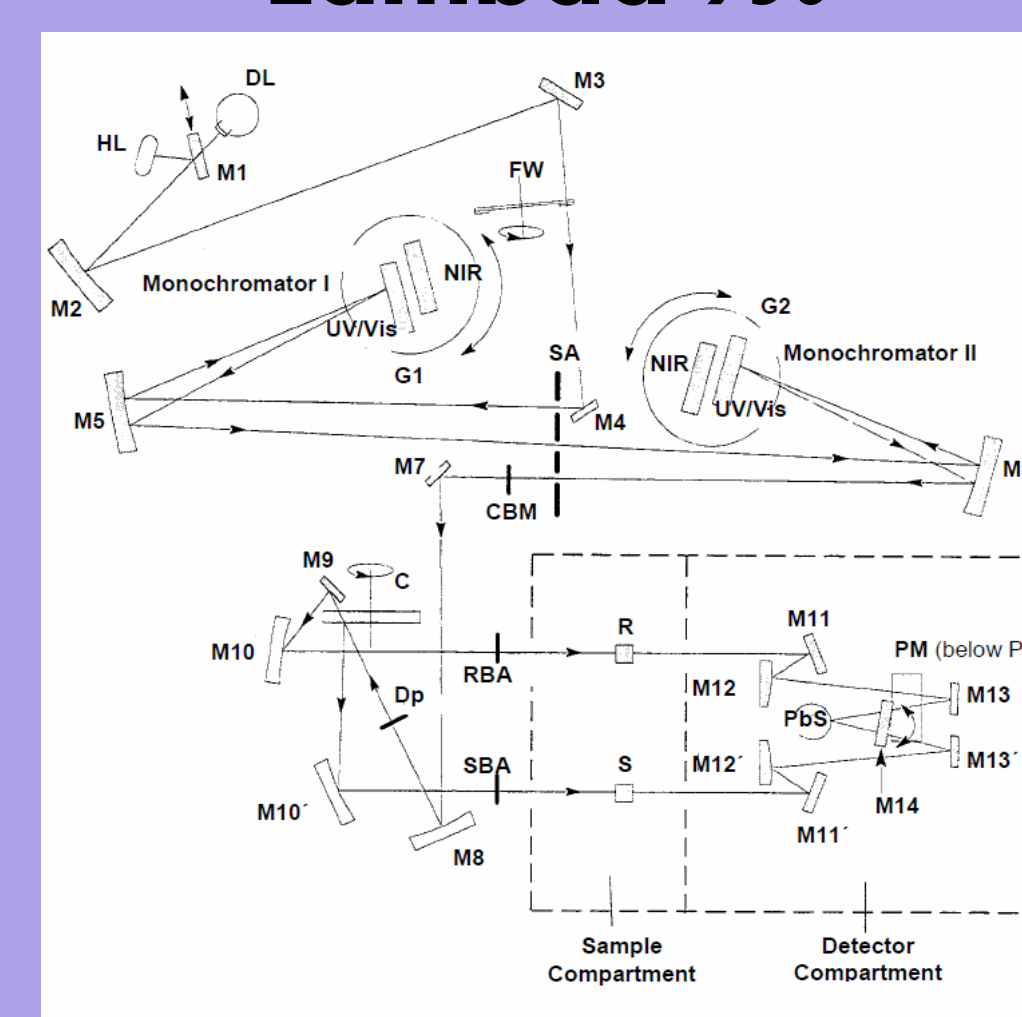 DL
M3
HL
M1
FW
NIR
Monochromator I
M2
UV/Vis
G2
SA
NIR
Monochromator II
G1
UV/Vis
M5
M4
M7
M
CBM
M9
C
M10
R
M11
RBA
PM (below P
M12
M13
Dp
PbS
SBA
S
M12´
M13´
M10´
M14
M11´
M8
Sample
Compartment
Detector
Compartment